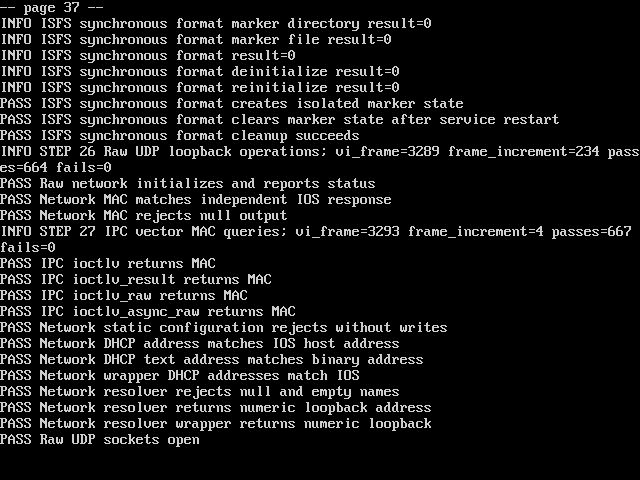 -- page 37 --
INFO ISFS synchronous format marker directory result=0
INFO ISFS synchronous format marker file result=0
INFO ISFS synchronous format result=0
INFO ISFS synchronous format deinitialize result=0
INFO ISFS synchronous format reinitialize result=0
PASS ISFS synchronous format creates isolated marker state
PASS ISFS synchronous format clears marker state after service restart
PASS ISFS synchronous format cleanup succeeds
INFO STEP 26 Raw UDP loopback operations; vi_frame=3289 frame_increment=234 pass
es=664 fails=0
PASS Raw network initializes and reports status
PASS Network MAC matches independent IOS response
PASS Network MAC rejects null output
INFO STEP 27 IPC vector MAC queries; vi_frame=3293 frame_increment=4 passes=667
fails=0
PASS IPC ioctlv returns MAC
PASS IPC ioctlv_result returns MAC
PASS IPC ioctlv_raw returns MAC
PASS IPC ioctlv_async_raw returns MAC
PASS Network static configuration rejects without writes
PASS Network DHCP address matches IOS host address
PASS Network DHCP text address matches binary address
PASS Network wrapper DHCP addresses match IOS
PASS Network resolver rejects null and empty names
PASS Network resolver returns numeric loopback address
PASS Network resolver wrapper returns numeric loopback
PASS Raw UDP sockets open